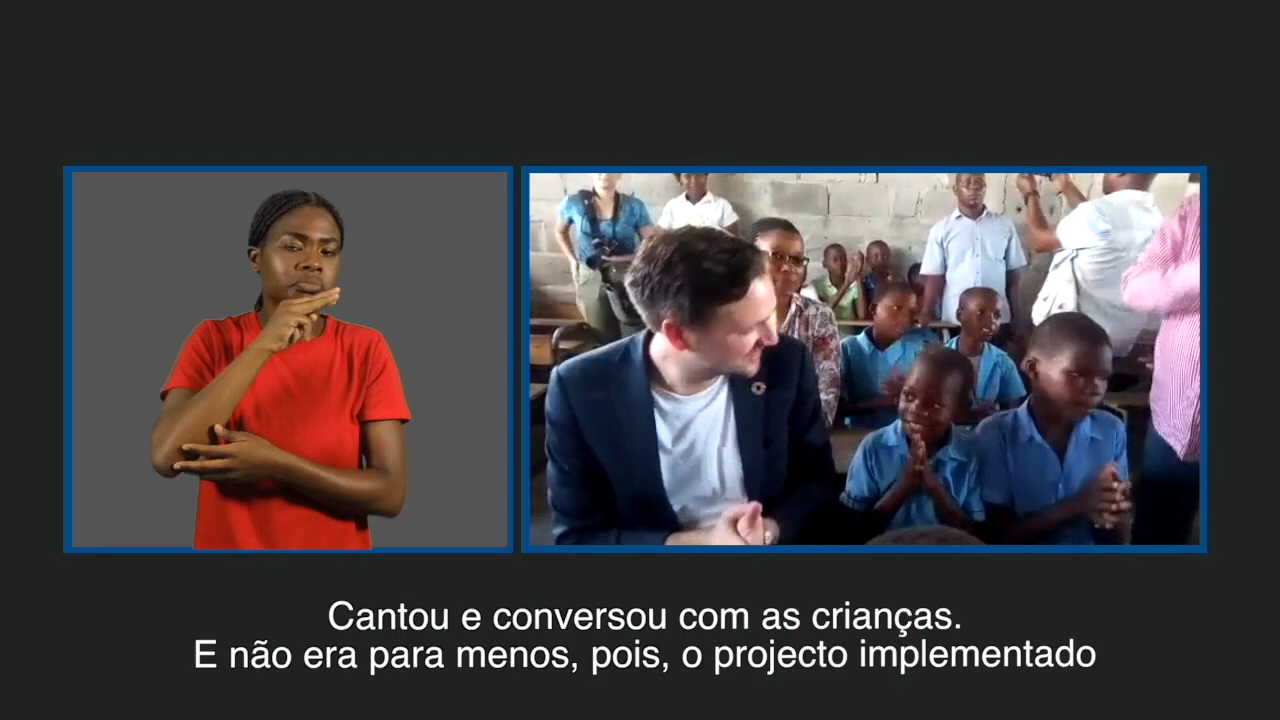 Cantou e conversou com as crianças.
E não era para menos, pois, o projecto implementado